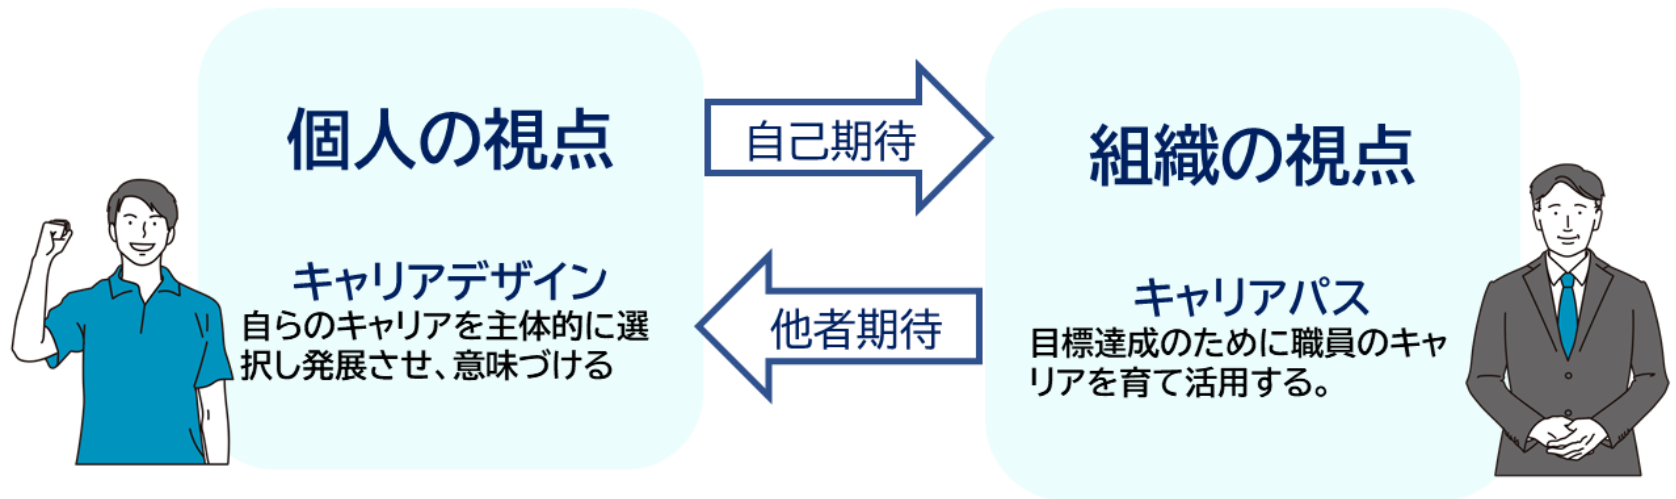 個人の視点
キャリアデザイン
自らのキャリアを主体的に選
択し発展させ、意味づける
自己期待
他者期待
組織の視点
キャリアパス
目標達成のために職員のキャ
リアを育て活用する。